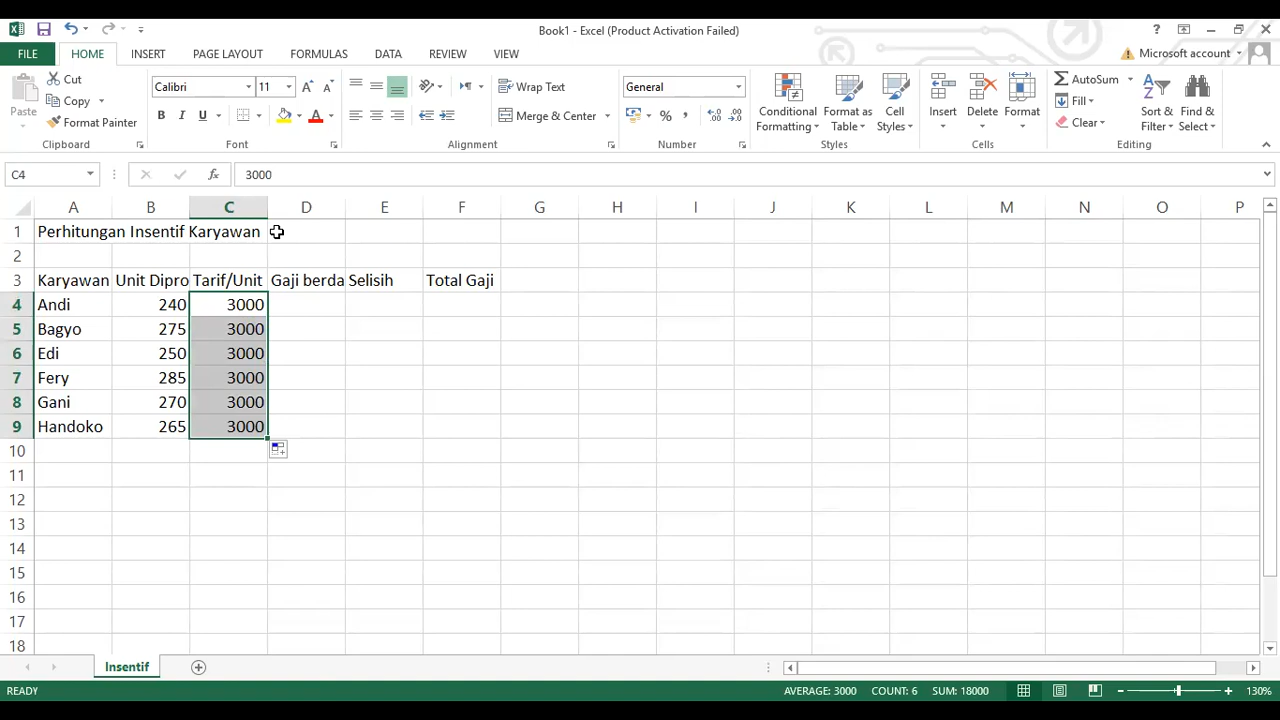 Book1 - Excel (Product Activation Failed)
?
FILE HOME INSERT PAGE LAYOUT FORMULAS DATA REVIEW VIEW Microsoft account
Paste
Cut
Copy
Format Painter
Clipboard
Calibri 11
B I U
A
Font
Wrap Text
Merge & Center
Alignment
General
%
Number
Conditional Formatting
Format as Table
Cell Styles
Styles
Insert Delete Format
Cells
AutoSum
Fill
Clear
Sort & Filter
Find & Select
Editing
C4 fx 3000
A B C D E F G H I J K L M N O P
1 Perhitungan Insentif Karyawan
2
3 Karyawan Unit Dipro Tarif/Unit Gaji berda Selisih Total Gaji
4 Andi 240 3000
5 Bagyo 275 3000
6 Edi 250 3000
7 Fery 285 3000
8 Gani 270 3000
9 Handoko 265 3000
10
11
12
13
14
15
16
17
18
Insentif
READY AVERAGE: 3000 COUNT: 6 SUM: 18000 130%